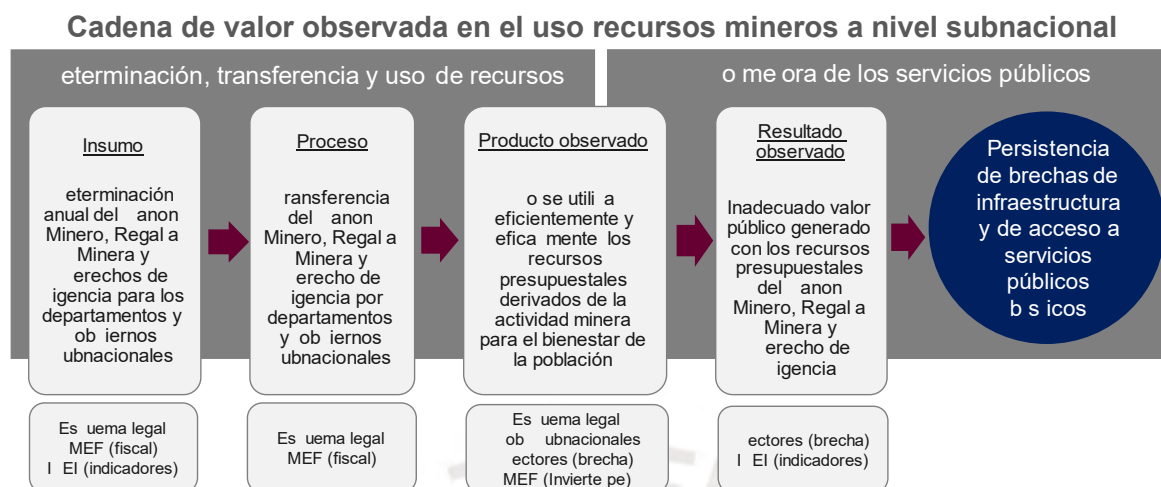 Cadena de valor observada en el uso recursos mineros a nivel subnacional
eterminación, transferencia y uso de recursos
o me ora de los servicios públicos
Insumo
eterminación
anual del anon
Minero, Regal a
Minera y
erechos de
igencia para los
departamentos y
ob iernos
ubnacionales
Proceso
ransferencia
del anon
Minero, Regal a
Minera y
erecho de
igencia por
departamentos
y ob iernos
ubnacionales
Producto observado
o se utili a
eficientemente y
efica mente los
recursos
presupuestales
derivados de la
actividad minera
para el bienestar de
la población
Resultado
observado
Inadecuado valor
público generado
con los recursos
presupuestales
del anon
Minero, Regal a
Minera y
erecho de
igencia
Persistencia
de brechas de
infraestructura
y de acceso a
servicios
públicos
b s icos
Es uema legal
MEF (fiscal)
I EI (indicadores)
Es uema legal
MEF (fiscal)
Es uema legal
ob ubnacionales
ectores (brecha)
MEF (Invierte pe)
ectores (brecha)
I EI (indicadores)